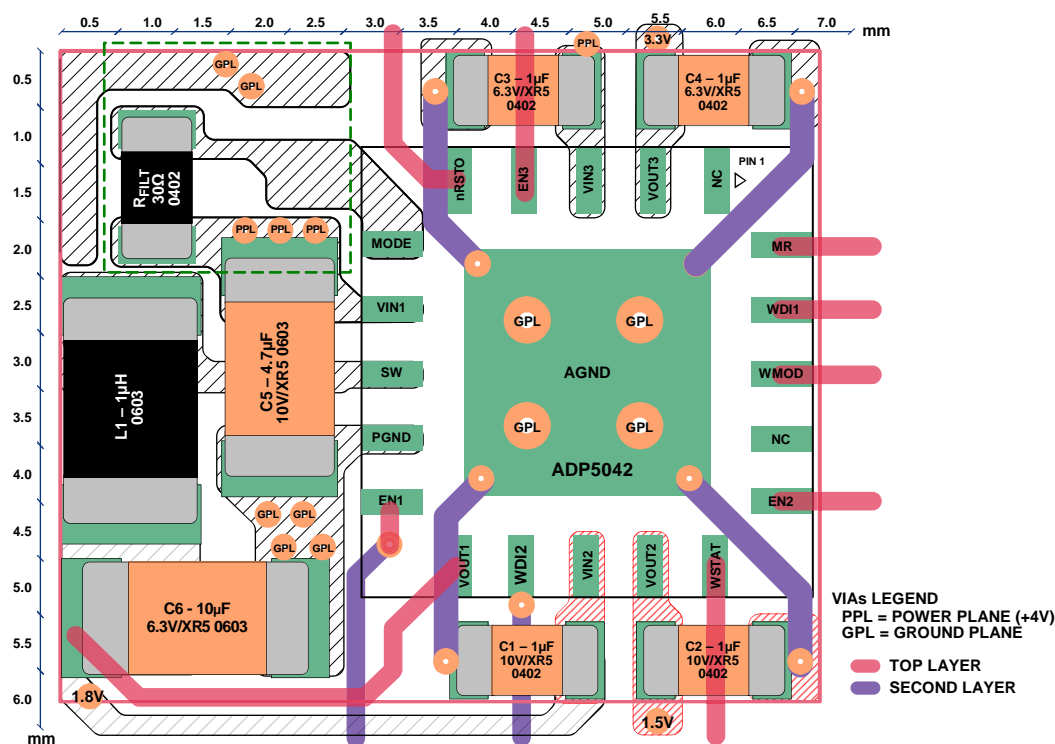 0.5 1.0 1.5 2.0 2.5 3.0 3.5 4.0 4.5 5.0 5.5 6.0 6.5 7.0
mm
0.5
1.0
1.5
2.0
2.5
3.0
3.5
4.0
4.5
5.0
5.5
6.0
mm
GPL
GPL
PPL
3.3V
C3 – 1µF
6.3V/XR5
0402
C4 – 1µF
6.3V/XR5
0402
RFILT
30Ω
0402
nRSTO
EN3
VIN3
VOUT3
NC
PIN 1
PPL PPL PPL
MODE
VIN1
SW
PGND
EN1
MR
WDI1
WMOD
NC
EN2
GPL
GPL
AGND
GPL
GPL
ADP5042
L1 – 1µH
0603
C5 – 4.7µF
10V/XR5 0603
GPL GPL
GPL GPL
VOUT1
WDI2
VIN2
VOUT2
WSTAT
C6 - 10µF
6.3V/XR5 0603
C1 – 1µF
10V/XR5
0402
C2 – 1µF
10V/XR5
0402
1.8V
1.5V
VIAs LEGEND
PPL = POWER PLANE (+4V)
GPL = GROUND PLANE
TOP LAYER
SECOND LAYER